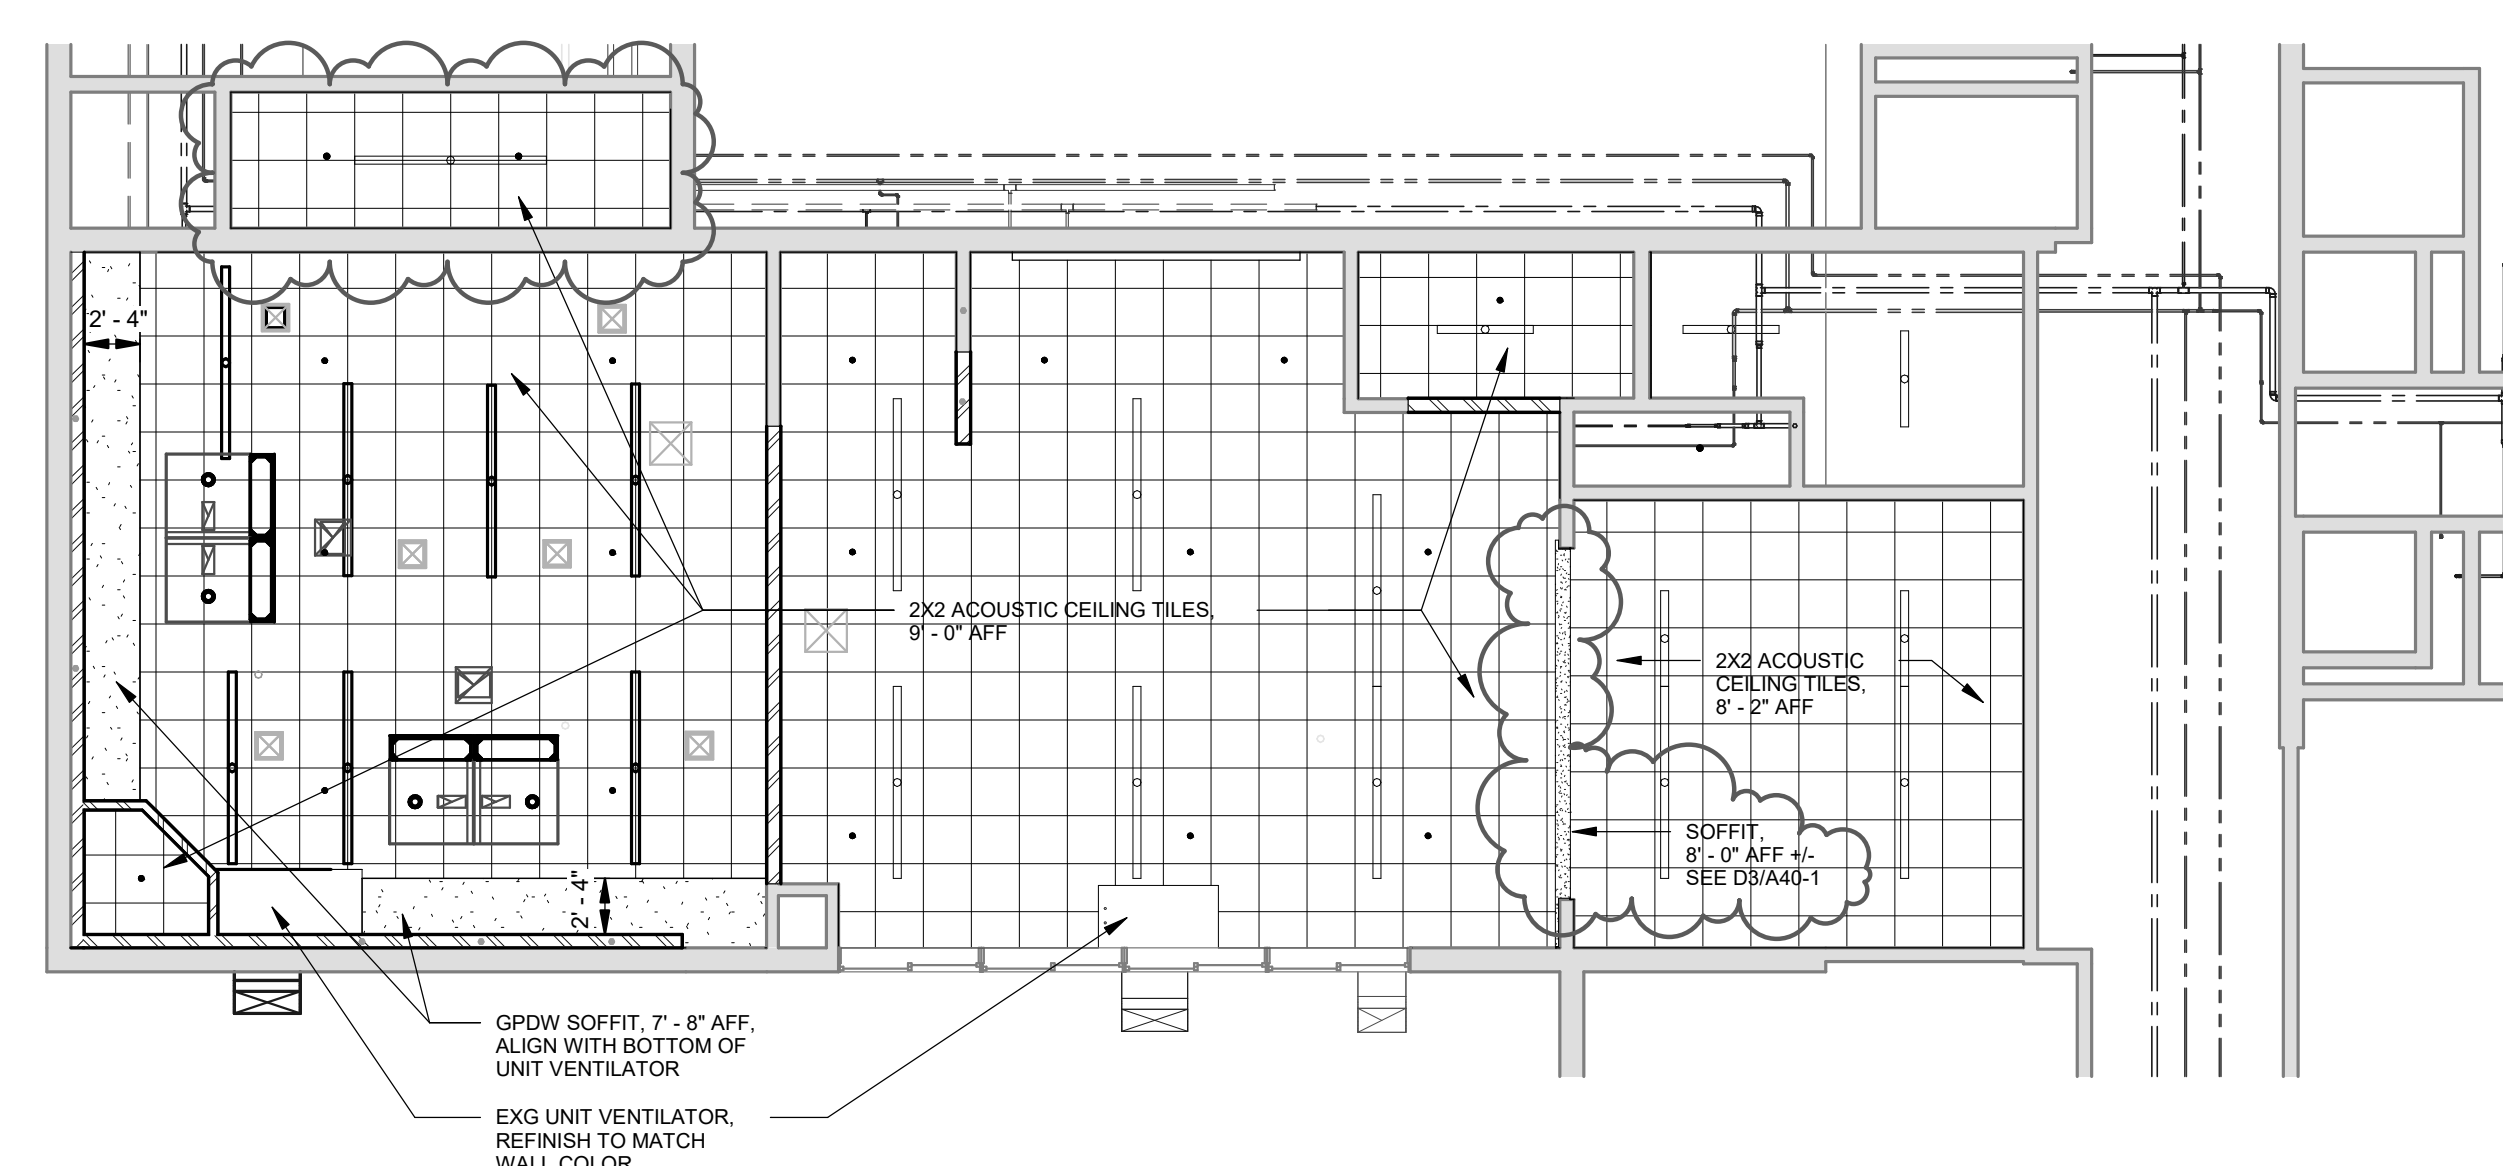 2' - 4"
2X2 ACOUSTIC CEILING TILES,
9' - 0" AFF
2X2 ACOUSTIC
CEILING TILES,
8' - 2" AFF
SOFFIT,
8' - 0" AFF +/-
SEE D3/A40-1
2' - 4"
GPDW SOFFIT, 7' - 8" AFF,
ALIGN WITH BOTTOM OF
UNIT VENTILATOR
EXG UNIT VENTILATOR,
REFINISH TO MATCH
WALL COLOR